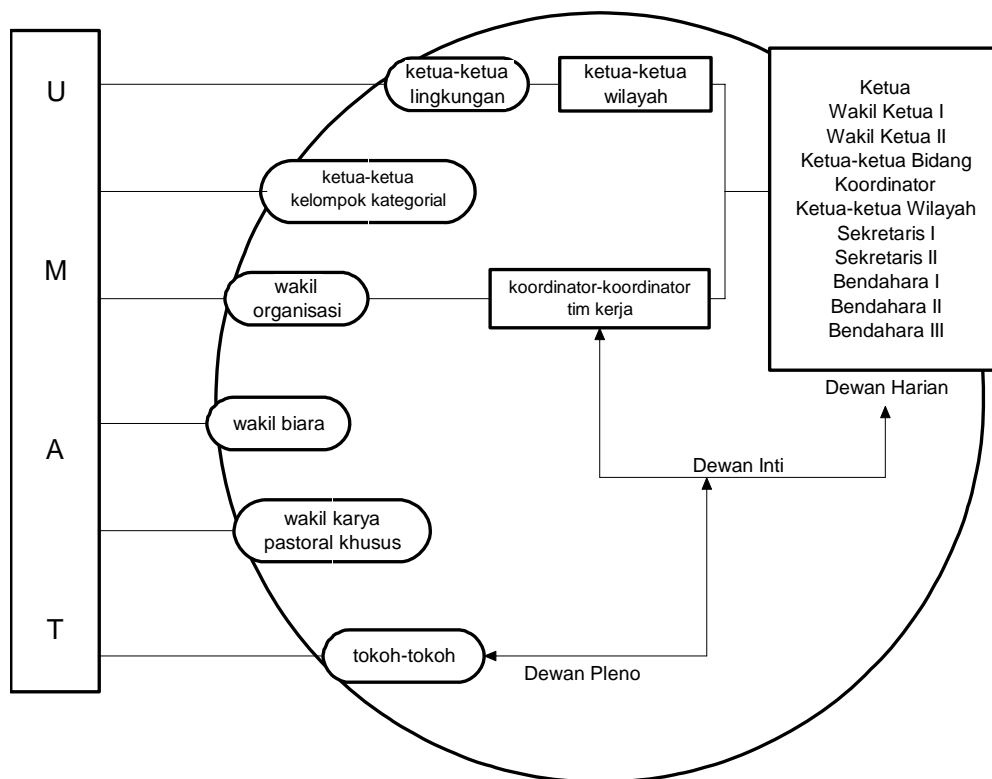 U
M
A
T
ketua-ketua
lingkungan
ketua-ketua
wilayah
ketua-ketua
kelompok kategorial
wakil
organisasi
koordinator-koordinator
tim kerja
wakil biara
wakil karya
pastoral khusus
tokoh-tokoh
Ketua
Wakil Ketua I
Wakil Ketua II
Ketua-ketua Bidang
Koordinator
Ketua-ketua Wilayah
Sekretaris I
Sekretaris II
Bendahara I
Bendahara II
Bendahara III
Dewan Harian
Dewan Inti
Dewan Pleno